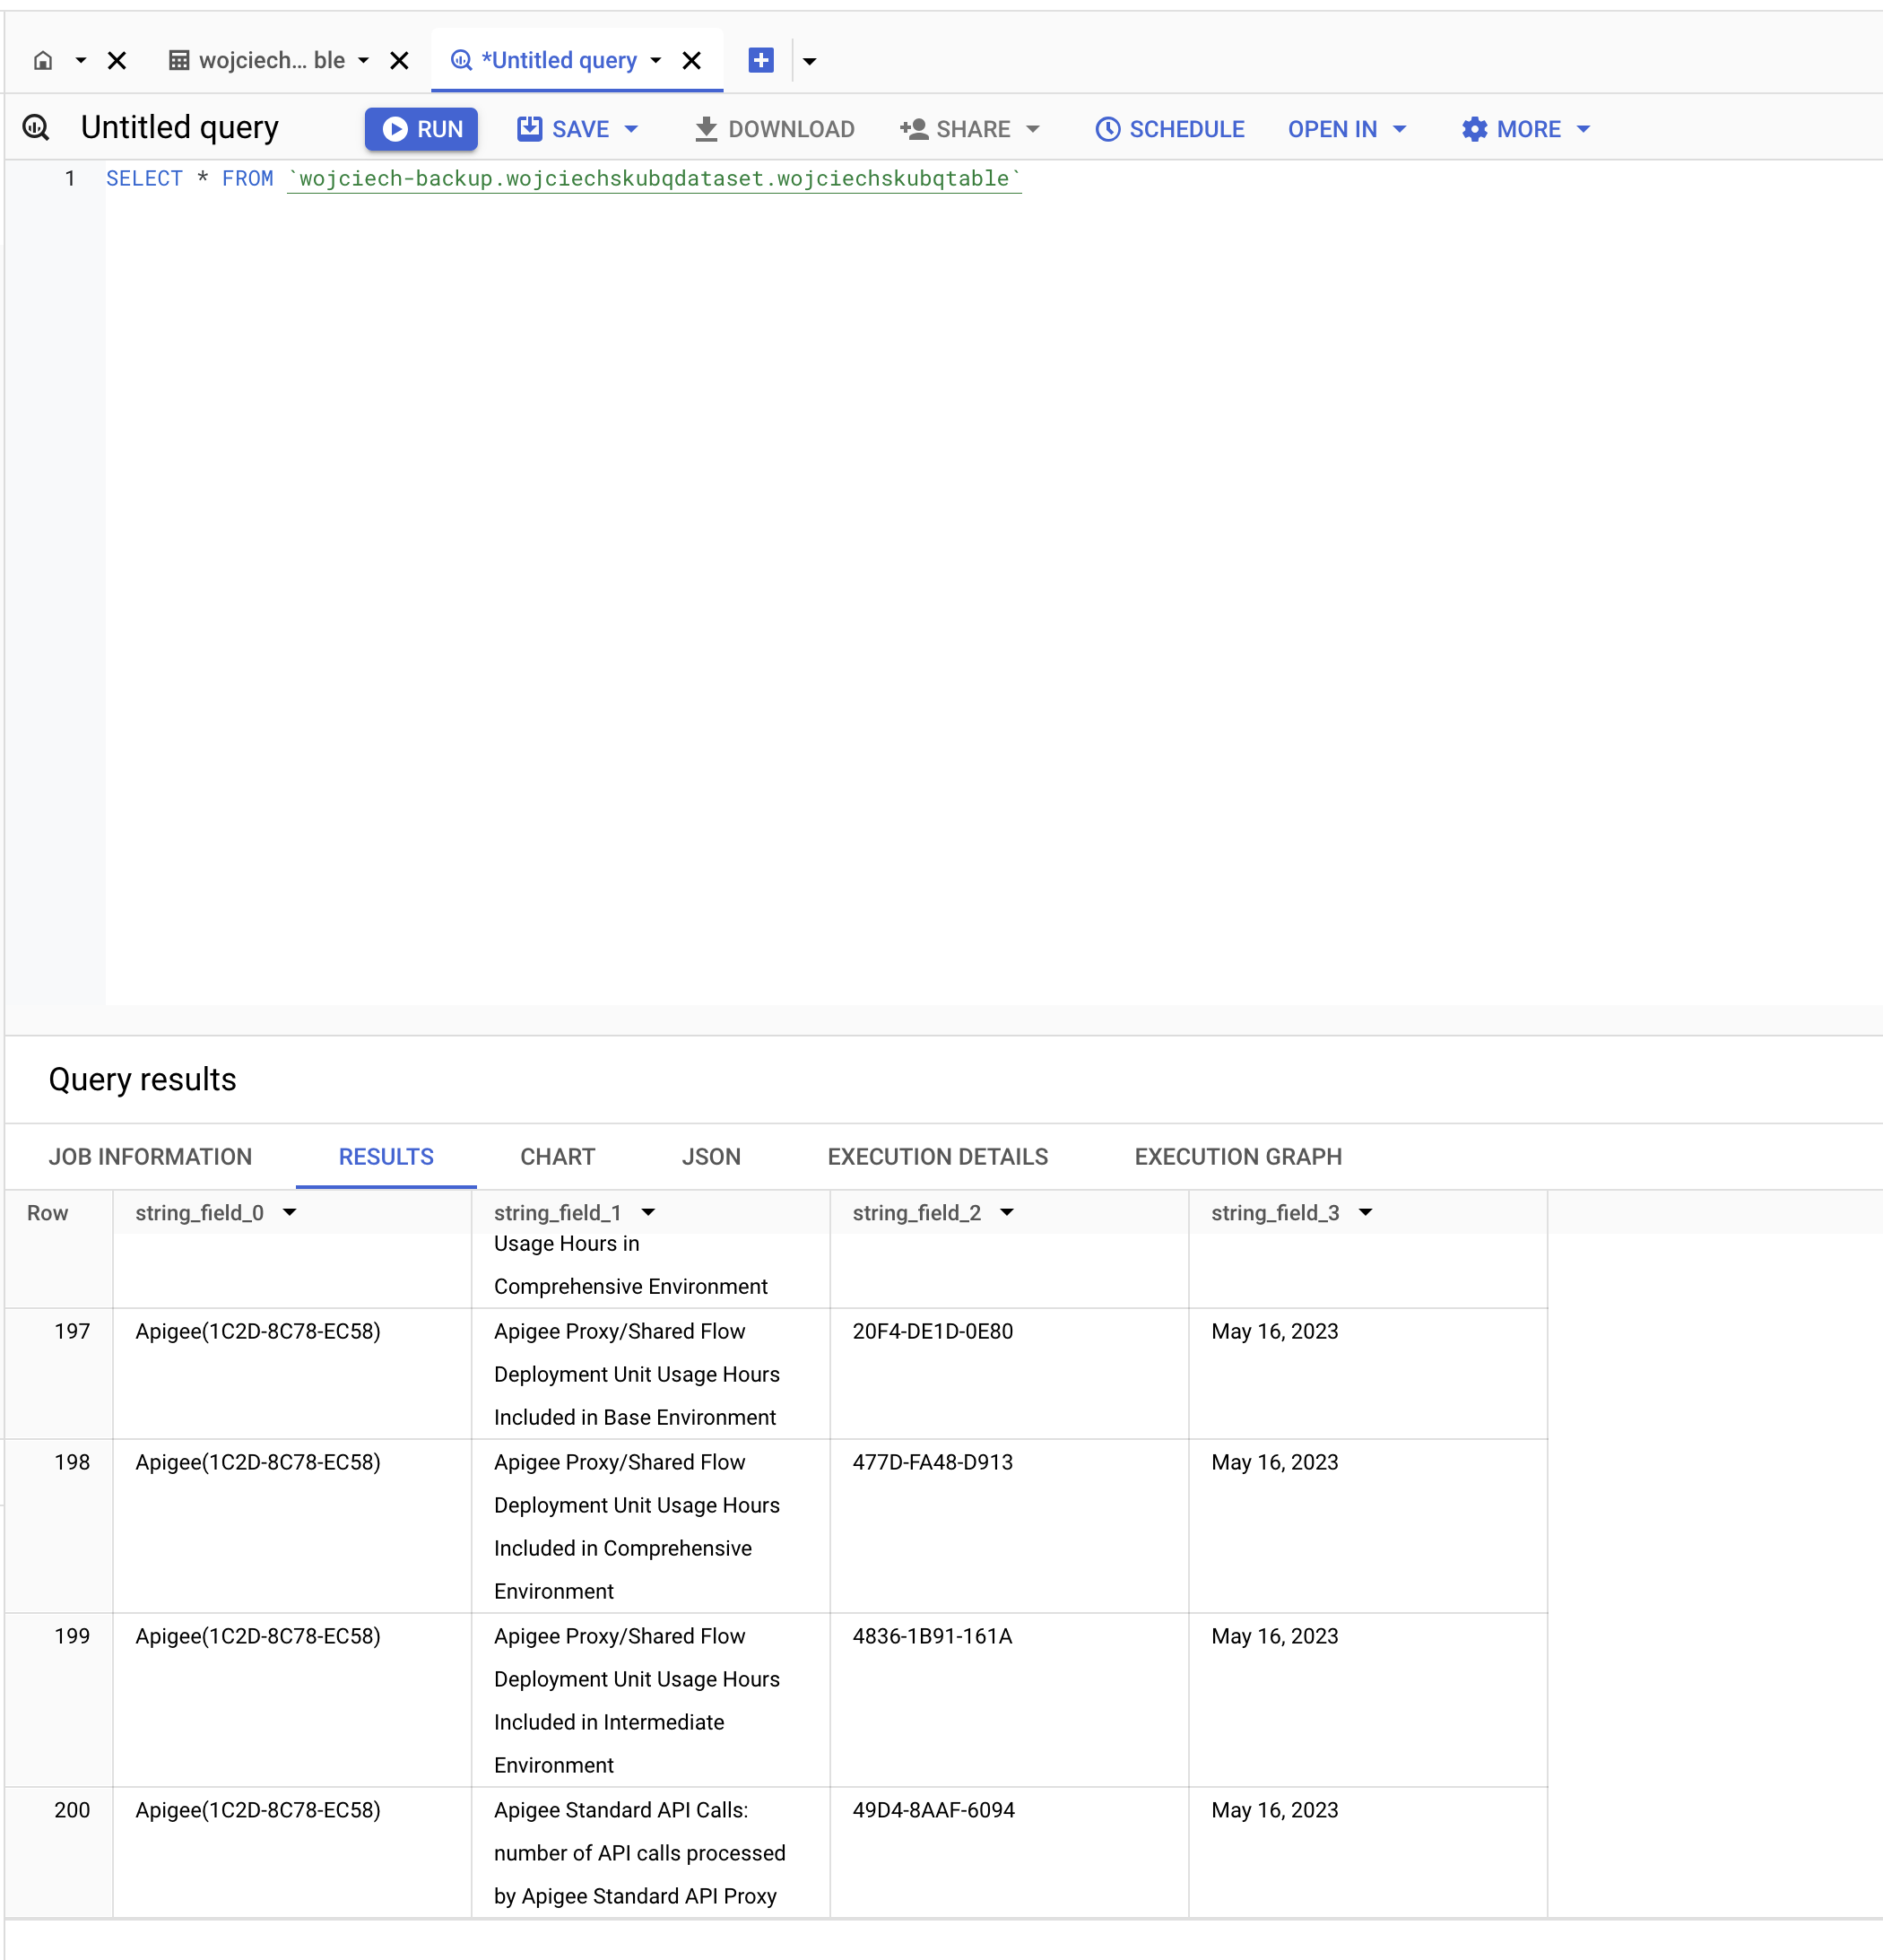 wojciech... ble *Untitled query
Untitled query RUN SAVE DOWNLOAD SHARE SCHEDULE OPEN IN MORE
1 SELECT * FROM `wojciech-backup.wojciechskubqdataset.wojciechskubqtable`
Query results
JOB INFORMATION RESULTS CHART JSON EXECUTION DETAILS EXECUTION GRAPH
Row string_field_0 string_field_1 string_field_2 string_field_3
Usage Hours in
Comprehensive Environment
197 Apigee(1C2D-8C78-EC58) Apigee Proxy/Shared Flow 20F4-DE1D-0E80 May 16, 2023
Deployment Unit Usage Hours
Included in Base Environment
198 Apigee(1C2D-8C78-EC58) Apigee Proxy/Shared Flow 477D-FA48-D913 May 16, 2023
Deployment Unit Usage Hours
Included in Comprehensive
Environment
199 Apigee(1C2D-8C78-EC58) Apigee Proxy/Shared Flow 4836-1B91-161A May 16, 2023
Deployment Unit Usage Hours
Included in Intermediate
Environment
200 Apigee(1C2D-8C78-EC58) Apigee Standard API Calls: 49D4-8AAF-6094 May 16, 2023
number of API calls processed
by Apigee Standard API Proxy